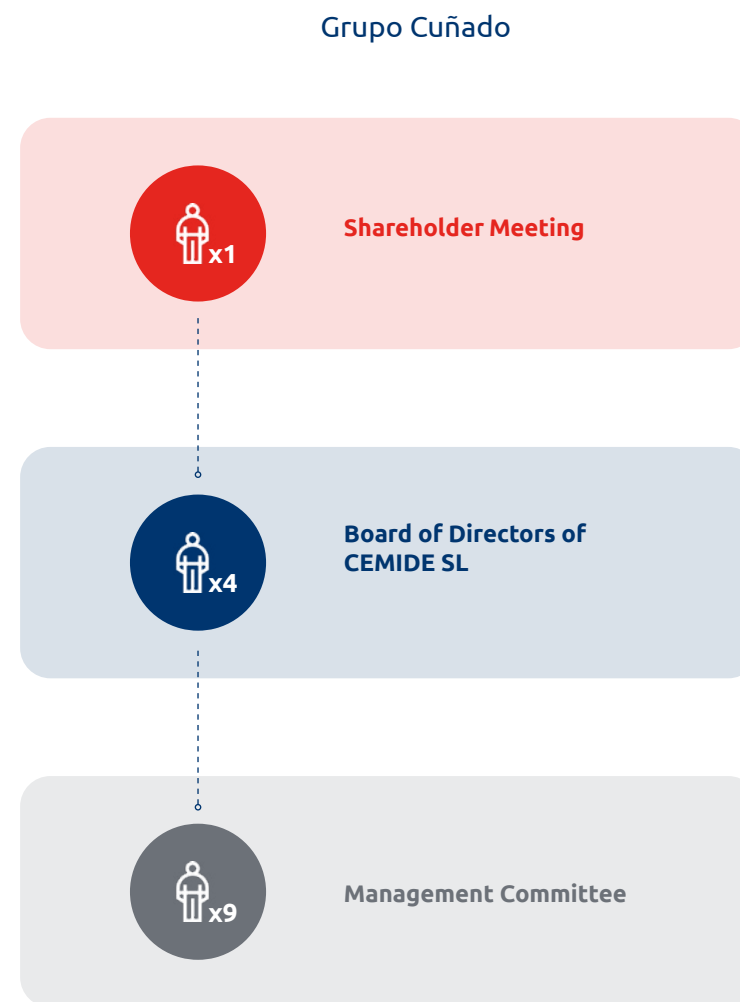 Grupo Cuñado
x1
Shareholder Meeting
x4
Board of Directors of
CEMIDE SL
x9
Management Committee